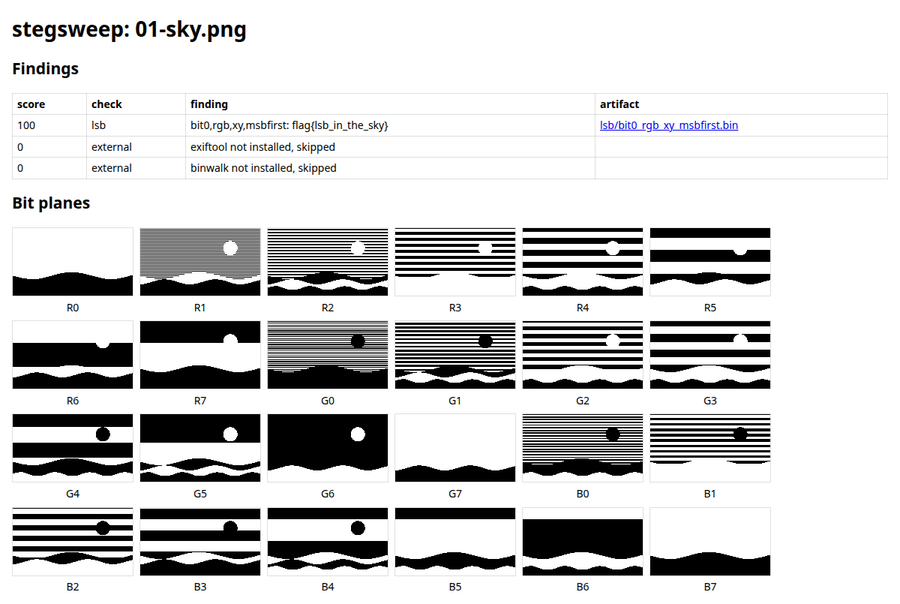 stegsweep: 01-sky.png
Findings
score check finding artifact
100 lsb bit0,rgb,xy,msbfirst: flag{lsb_in_the_sky} lsb/bit0_rgb_xy_msbfirst.bin
0 external exiftool not installed, skipped
0 external binwalk not installed, skipped
Bit planes
R0 R1 R2 R3 R4 R5
R6 R7 G0 G1 G2 G3
G4 G5 G6 G7 B0 B1
B2 B3 B4 B5 B6 B7